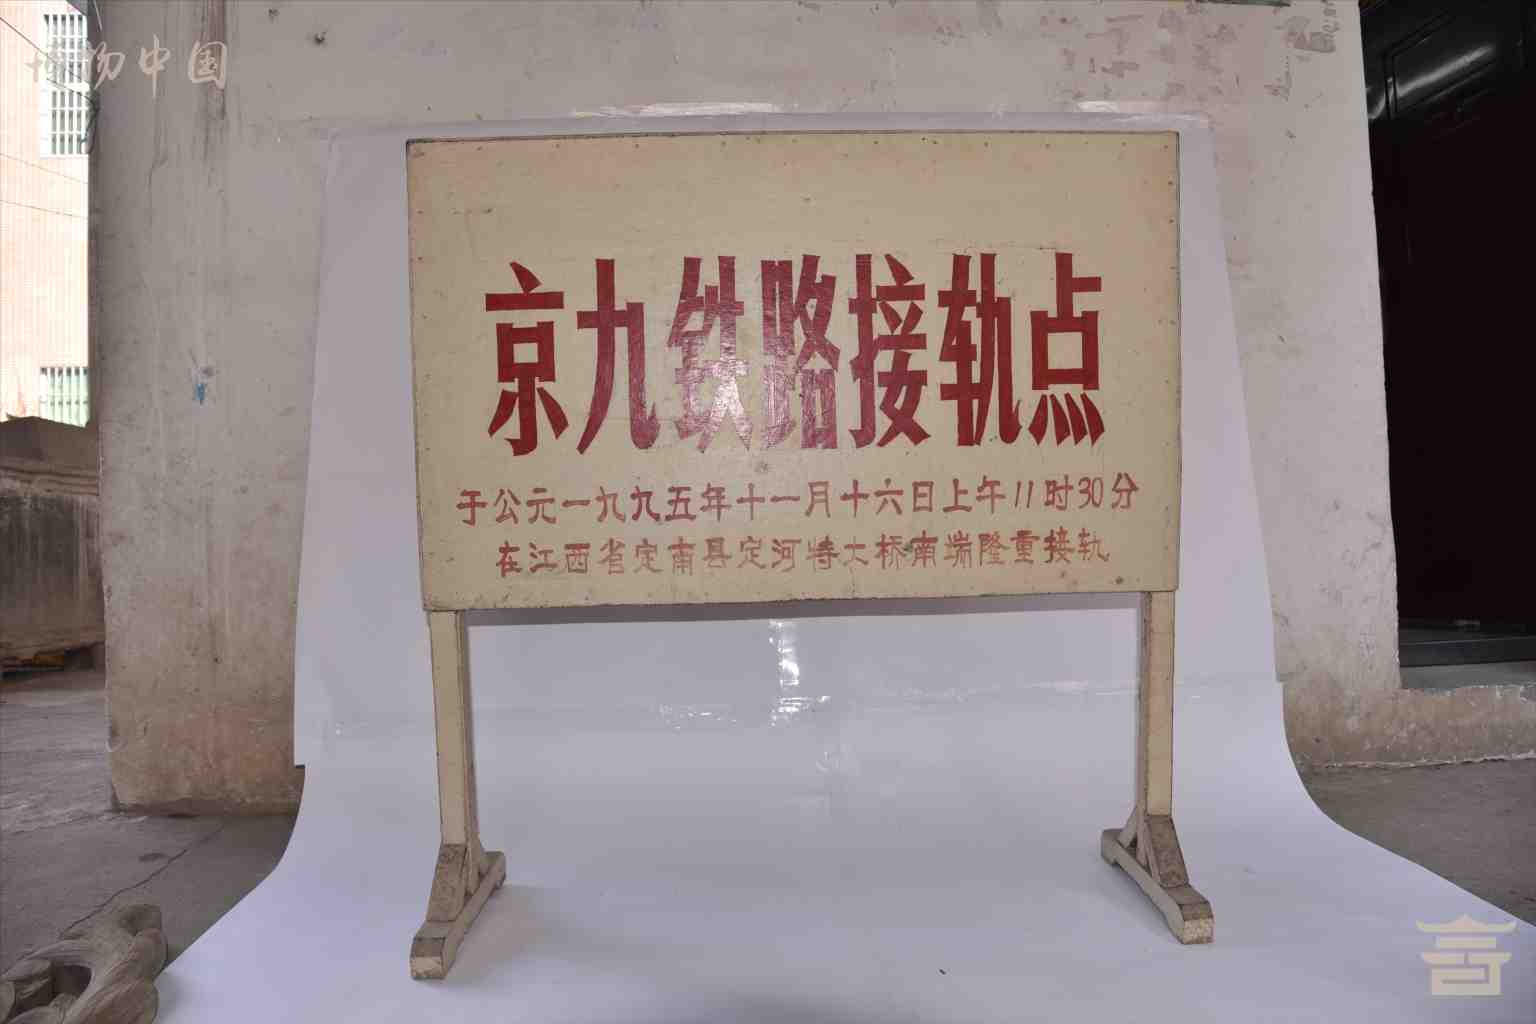 博物中国
京九铁路接轨点
于公元一九九五年十一月十六日上午11时30分
在江西省定南县定河特大桥南端隆重接轨